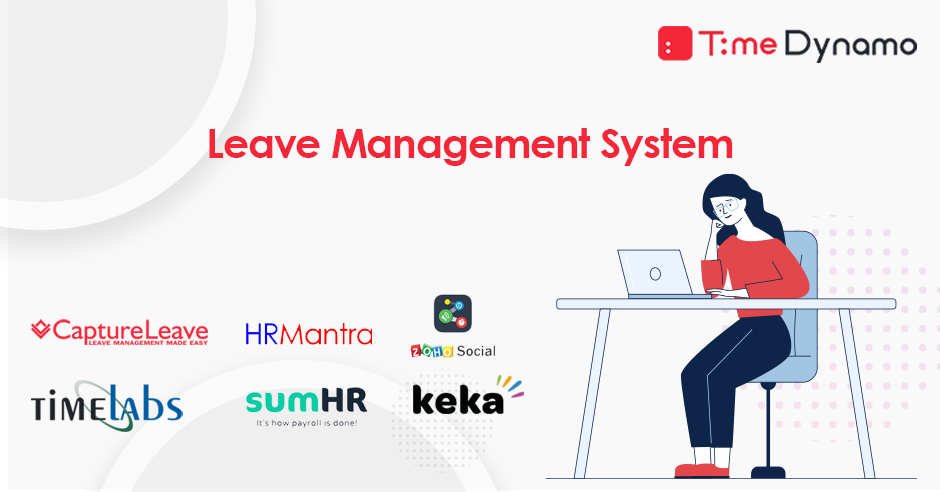 T:me Dynamo
Leave Management System
CaptureLeave
LEAVE MANAGEMENT MADE EASY
HRMantra
ZOHO Social
TIMELABS
sumHR
It's how payroll is done!
keka